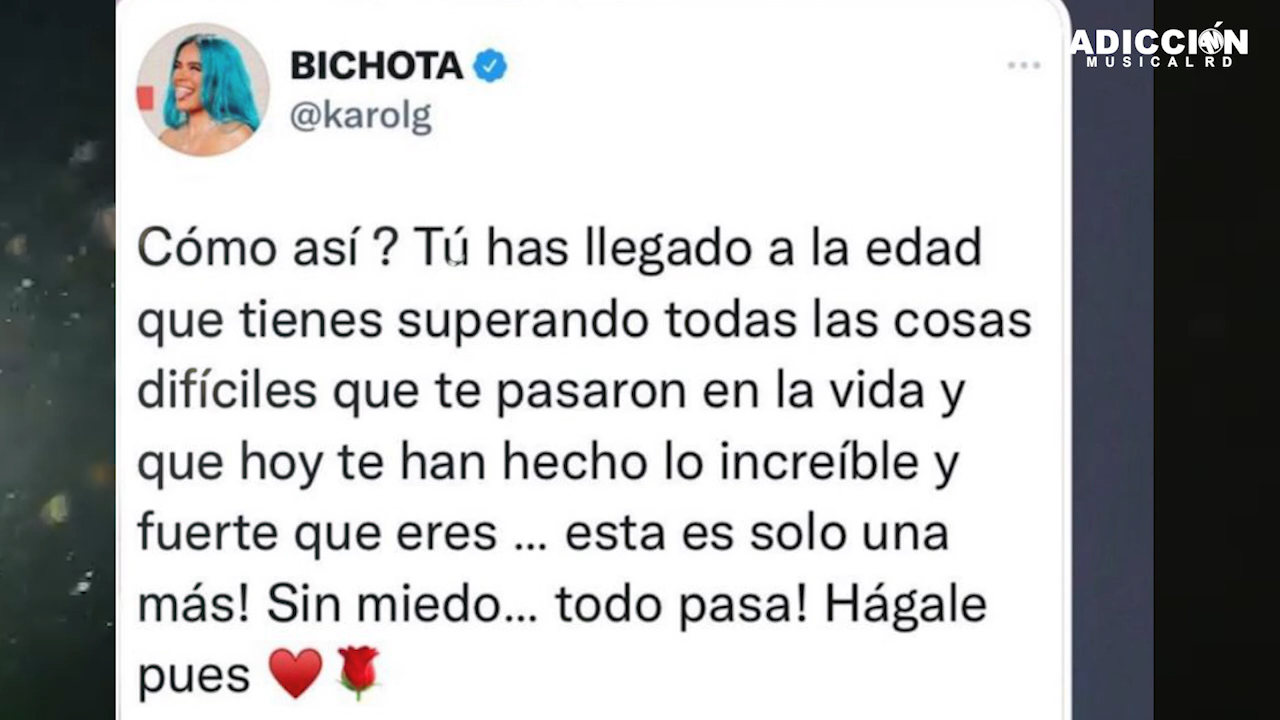 ADICCIÓN
MUSICAL RD
BICHOTA
@karolg
Cómo así ? Tú has llegado a la edad
que tienes superando todas las cosas
difíciles que te pasaron en la vida y
que hoy te han hecho lo increíble y
fuerte que eres ... esta es solo una
más! Sin miedo... todo pasa! Hágale
pues ♥️🌹